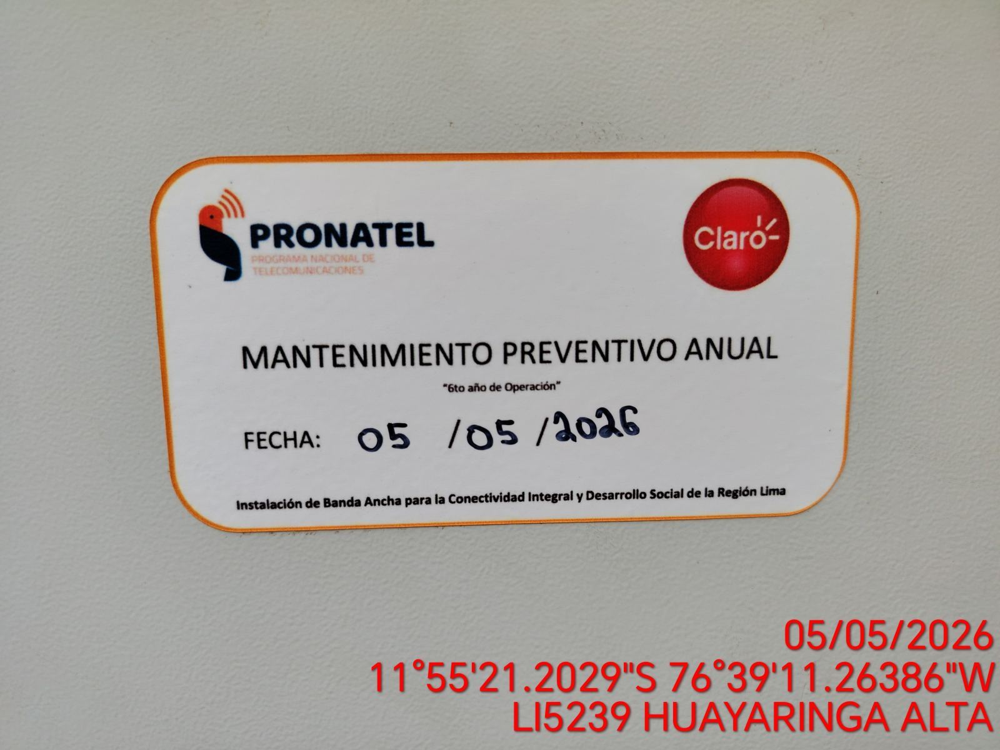 PRONATEL
PROGRAMA NACIONAL DE
TELECOMUNICACIONES
Claro
MANTENIMIENTO PREVENTIVO ANUAL
"6to año de Operación"
FECHA: 05 /05 /2026
Instalación de Banda Ancha para la Conectividad Integral y Desarrollo Social de la Región Lima
05/05/2026
11°55'21.2029"S 76°39'11.26386"W
LI5239 HUAYARINGA ALTA